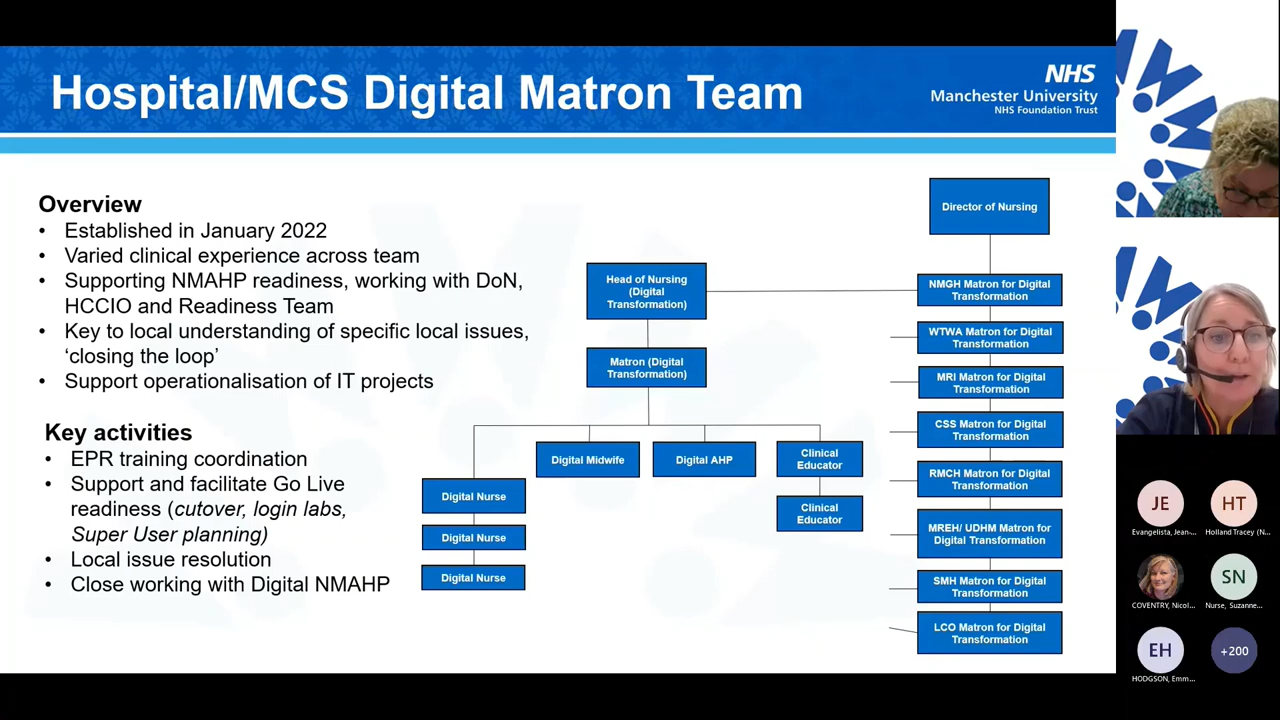 Hospital/MCS Digital Matron Team
NHS
Manchester University
NHS Foundation Trust
Overview
• Established in January 2022
• Varied clinical experience across team
• Supporting NMAHP readiness, working with DoN,
HCCIO and Readiness Team
• Key to local understanding of specific local issues,
‘closing the loop’
• Support operationalisation of IT projects
Key activities
• EPR training coordination
• Support and facilitate Go Live
readiness (cutover, login labs,
Super User planning)
• Local issue resolution
• Close working with Digital NMAHP
Head of Nursing
(Digital
Transformation)
Matron (Digital
Transformation)
Digital Nurse
Digital Nurse
Digital Nurse
Digital Midwife
Digital AHP
Clinical
Educator
Clinical
Educator
Director of Nursing
NMGH Matron for Digital
Transformation
WTWA Matron for Digital
Transformation
MRI Matron for Digital
Transformation
CSS Matron for Digital
Transformation
RMCH Matron for Digital
Transformation
MREH/ UDHM Matron for
Digital Transformation
SMH Matron for Digital
Transformation
LCO Matron for Digital
Transformation
JE
Evangelista, Jean-...
HT
Holland Tracey (N...
COVENTRY, Nicol...
SN
Nurse, Suzanne...
EH
HODGSON, Emm...
+200